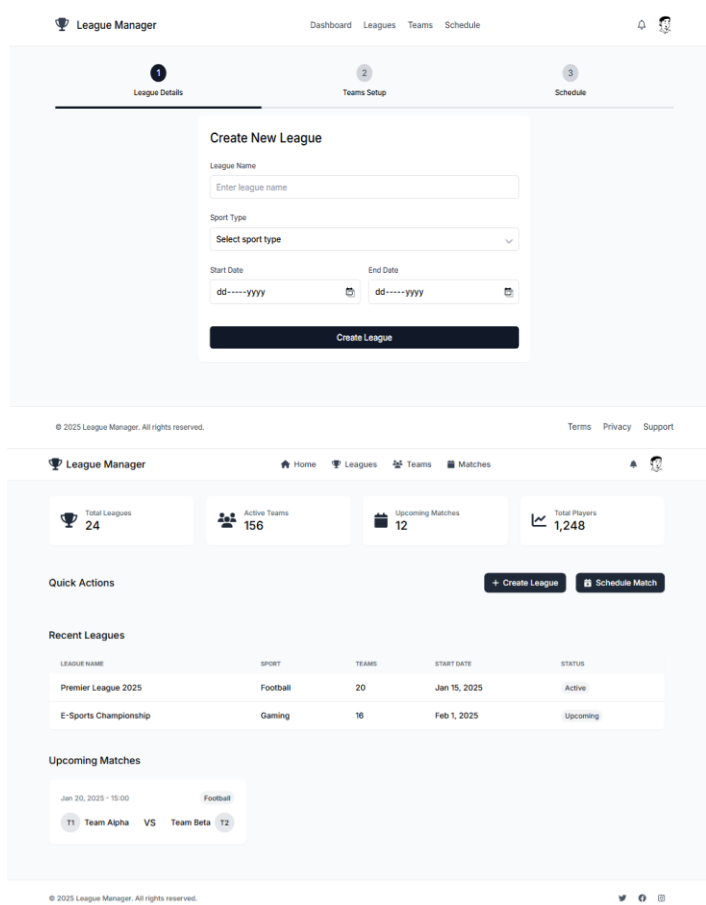 League Manager Dashboard Leagues Teams Schedule
1 2 3
League Details Teams Setup Schedule
Create New League
League Name
Enter league name
Sport Type
Select sport type
Start Date End Date
dd-----yyyy dd-----yyyy
Create League
© 2025 League Manager. All rights reserved. Terms Privacy Support
League Manager Home Leagues Teams Matches
Total Leagues Active Teams Upcoming Matches Total Players
24 156 12 1,248
Quick Actions + Create League Schedule Match
Recent Leagues
LEAGUE NAME SPORT TEAMS START DATE STATUS
Premier League 2025 Football 20 Jan 15, 2025 Active
E-Sports Championship Gaming 16 Feb 1, 2025 Upcoming
Upcoming Matches
Jan 20, 2025 - 15:00 Football
T1 Team Alpha VS Team Beta T2
© 2025 League Manager. All rights reserved.